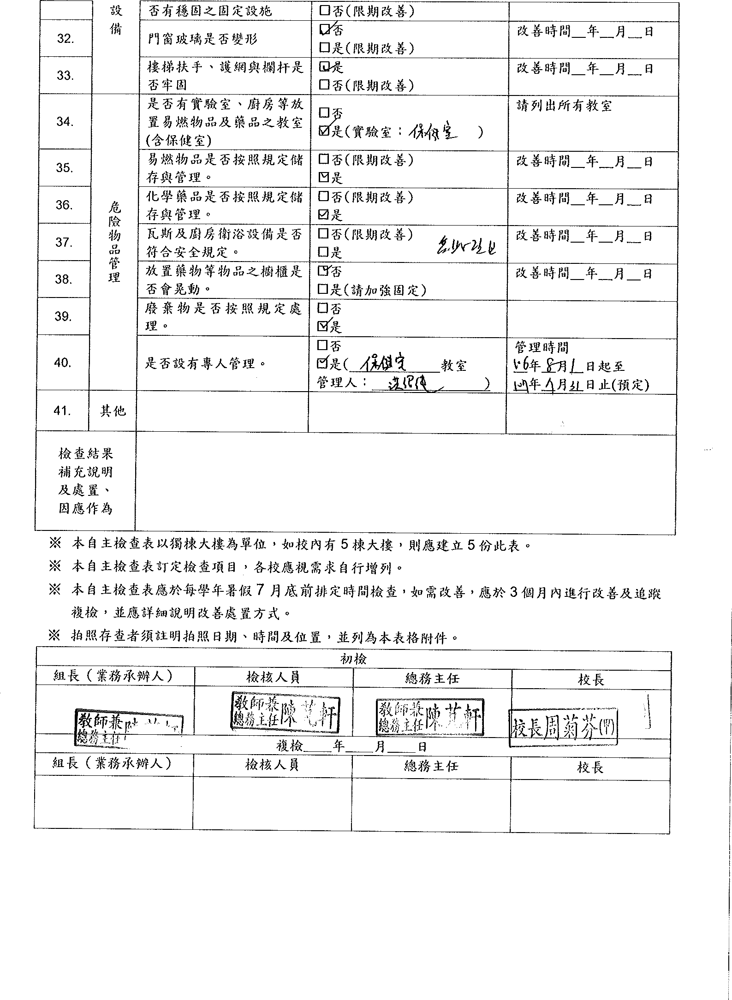 設
備
否有穩固之固定設施
□否(限期改善)
32.
門窗玻璃是否變形
☑否
□是(限期改善)
改善時間__年__月__日
33.
樓梯扶手、護網與欄杆是
否牢固
☑是
□否(限期改善)
改善時間__年__月__日
危險物品管理
34.
是否有實驗室、廚房等放
置易燃物品及藥品之教室
(含保健室)
□否
☑是(實驗室：保健室 )
請列出所有教室
35.
易燃物品是否按照規定儲
存與管理。
□否(限期改善)
☑是
改善時間__年__月__日
36.
化學藥品是否按照規定儲
存與管理。
□否(限期改善)
☑是
改善時間__年__月__日
37.
瓦斯及廚房衛浴設備是否
符合安全規定。
□否(限期改善)
□是
改善時間__年__月__日
38.
放置藥物等物品之櫥櫃是
否會晃動。
☑否
□是(請加強固定)
改善時間__年__月__日
39.
廢棄物是否按照規定處
理。
□否
☑是
40.
是否設有專人管理。
□否
☑是( 保健室 教室
管理人： )
管理時間
106年8月1日起至
107年7月31日止(預定)
41.
其他
檢查結果
補充說明
及處置、
因應作為
※ 本自主檢查表以獨棟大樓為單位，如校內有5棟大樓，則應建立5份此表。
※ 本自主檢查表訂定檢查項目，各校應視需求自行增列。
※ 本自主檢查表應於每學年暑假7月底前排定時間檢查，如需改善，應於3個月內進行改善及追蹤
複檢，並應詳細說明改善處置方式。
※ 拍照存查者須註明拍照日期、時間及位置，並列為本表格附件。
初檢
組長（業務承辦人）
檢核人員
總務主任
校長
教師兼
總務主任
教師兼
總務主任
陳芃軒
教師兼
總務主任
陳芃軒
校長周菊芬(甲)
複檢____年____月____日
組長（業務承辦人）
檢核人員
總務主任
校長